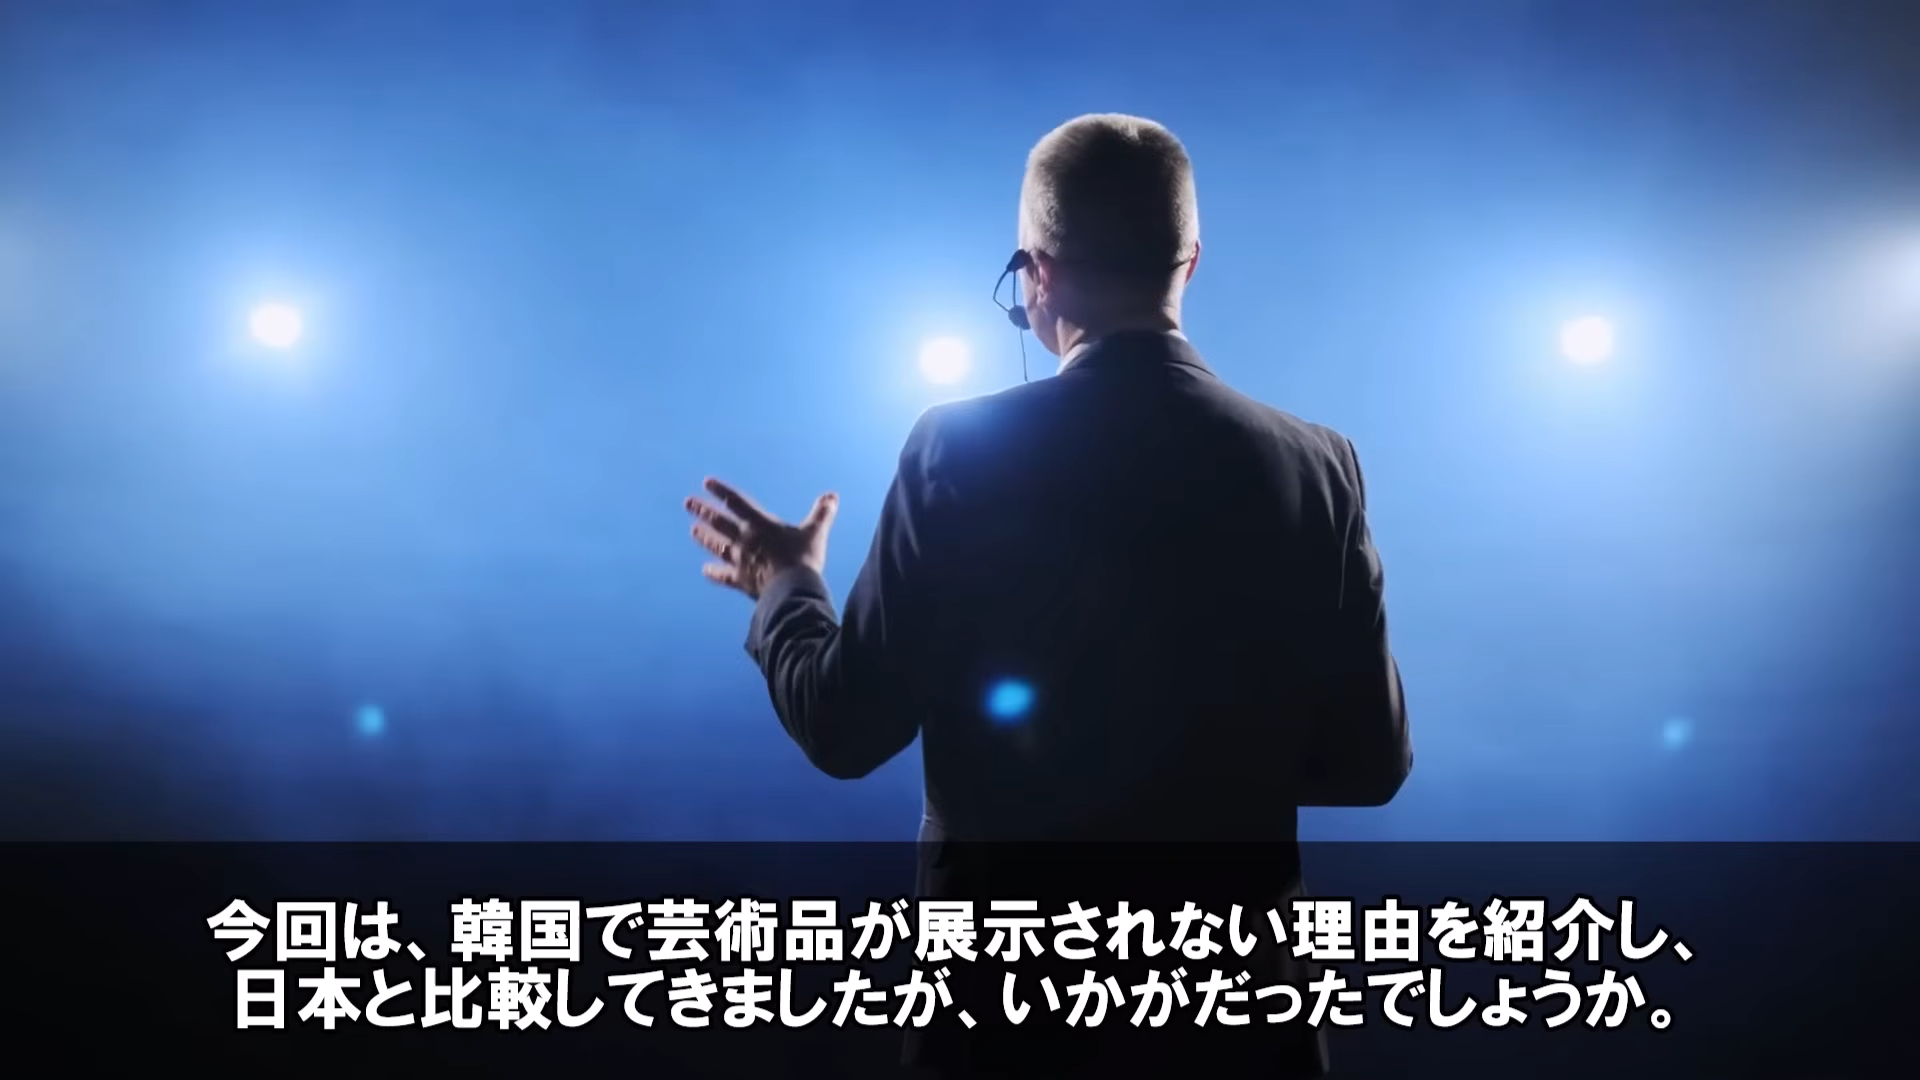 今回は、韓国で芸術品が展示されない理由を紹介し、
日本と比較してきましたが、いかがだったでしょうか。